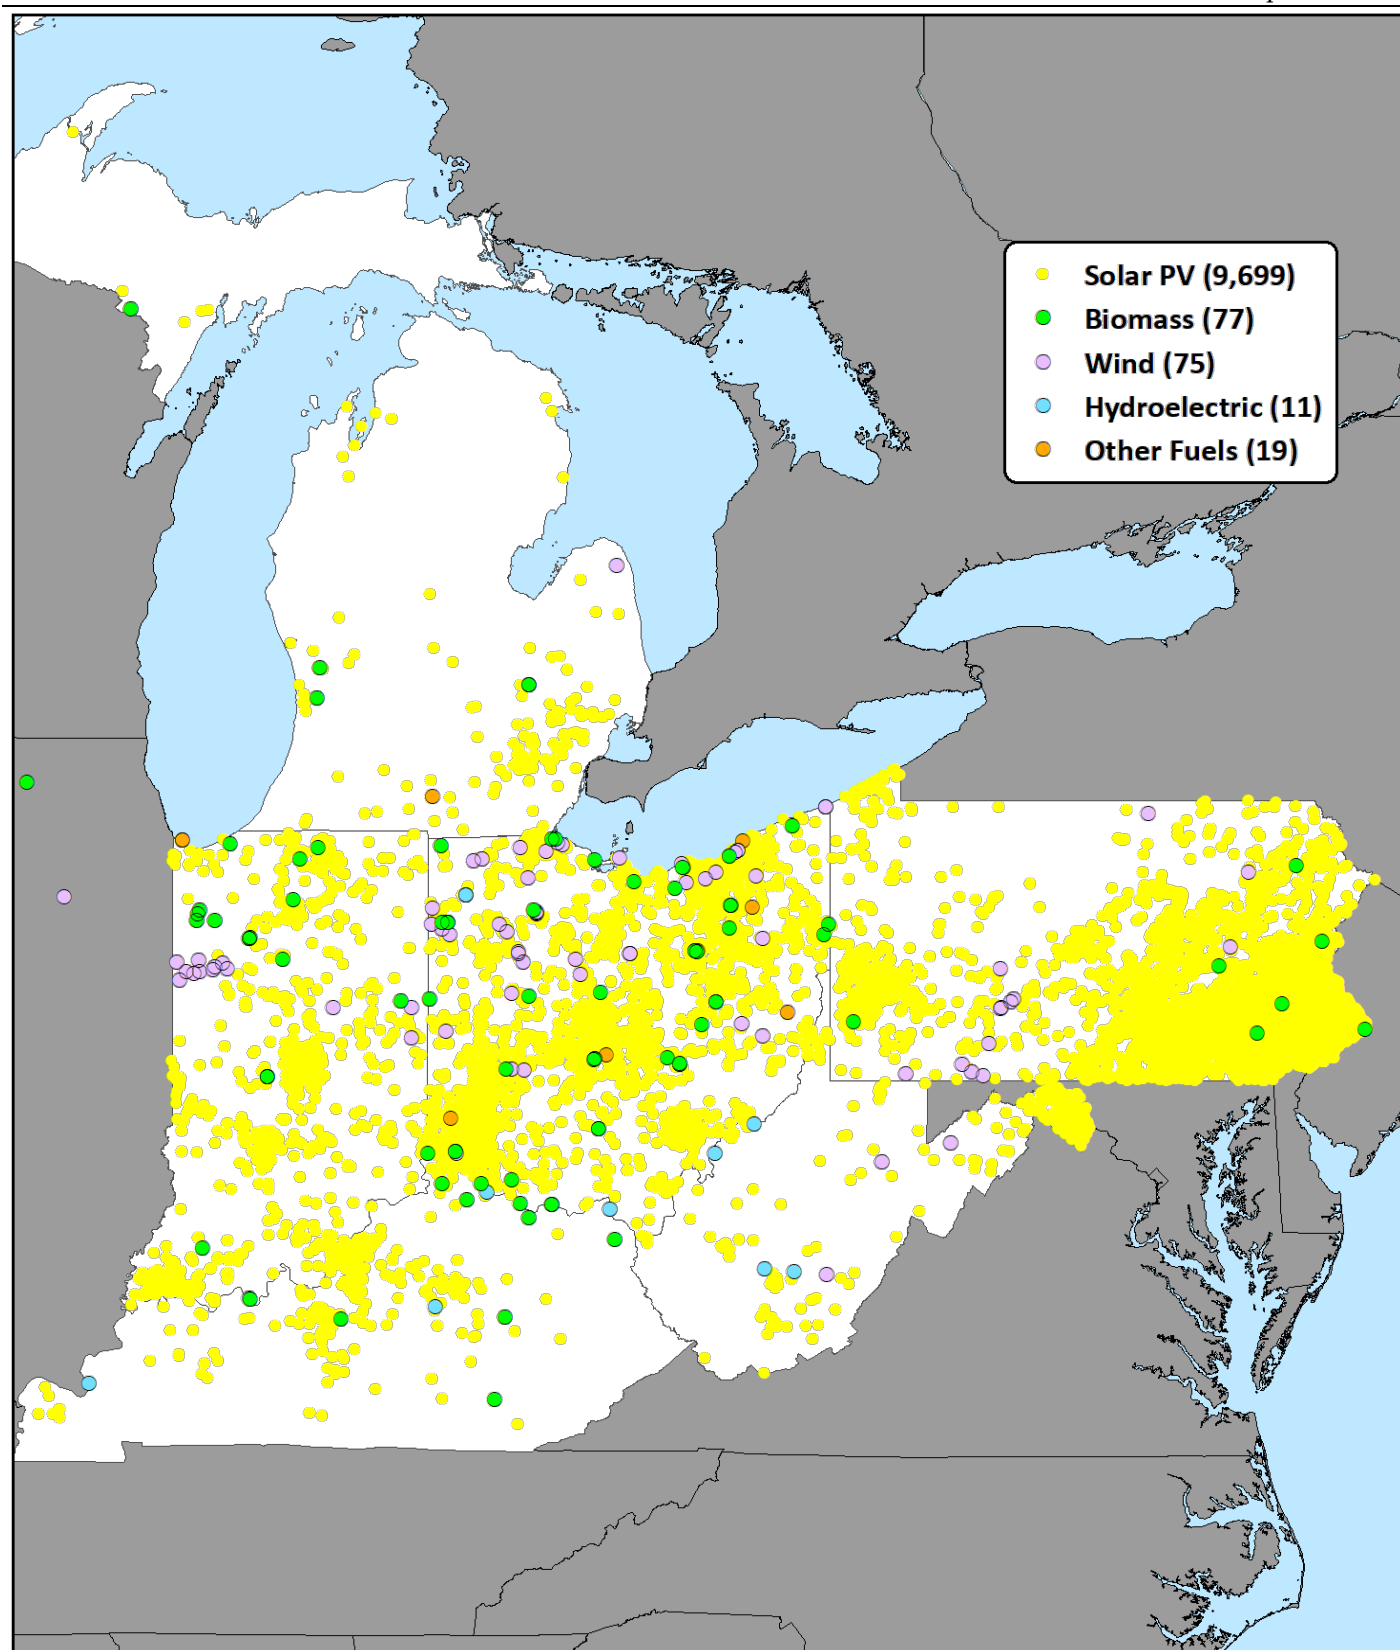 Solar PV (9,699)
Biomass (77)
Wind (75)
Hydroelectric (11)
Other Fuels (19)